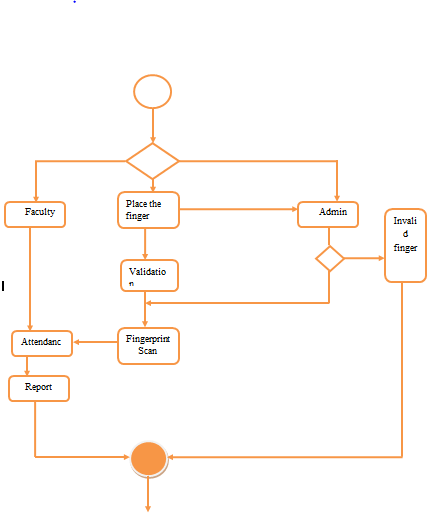 Faculty
Place the
finger
Admin
Invali
d
finger
Validatio
n
Attendanc
Fingerprint
Scan
Report